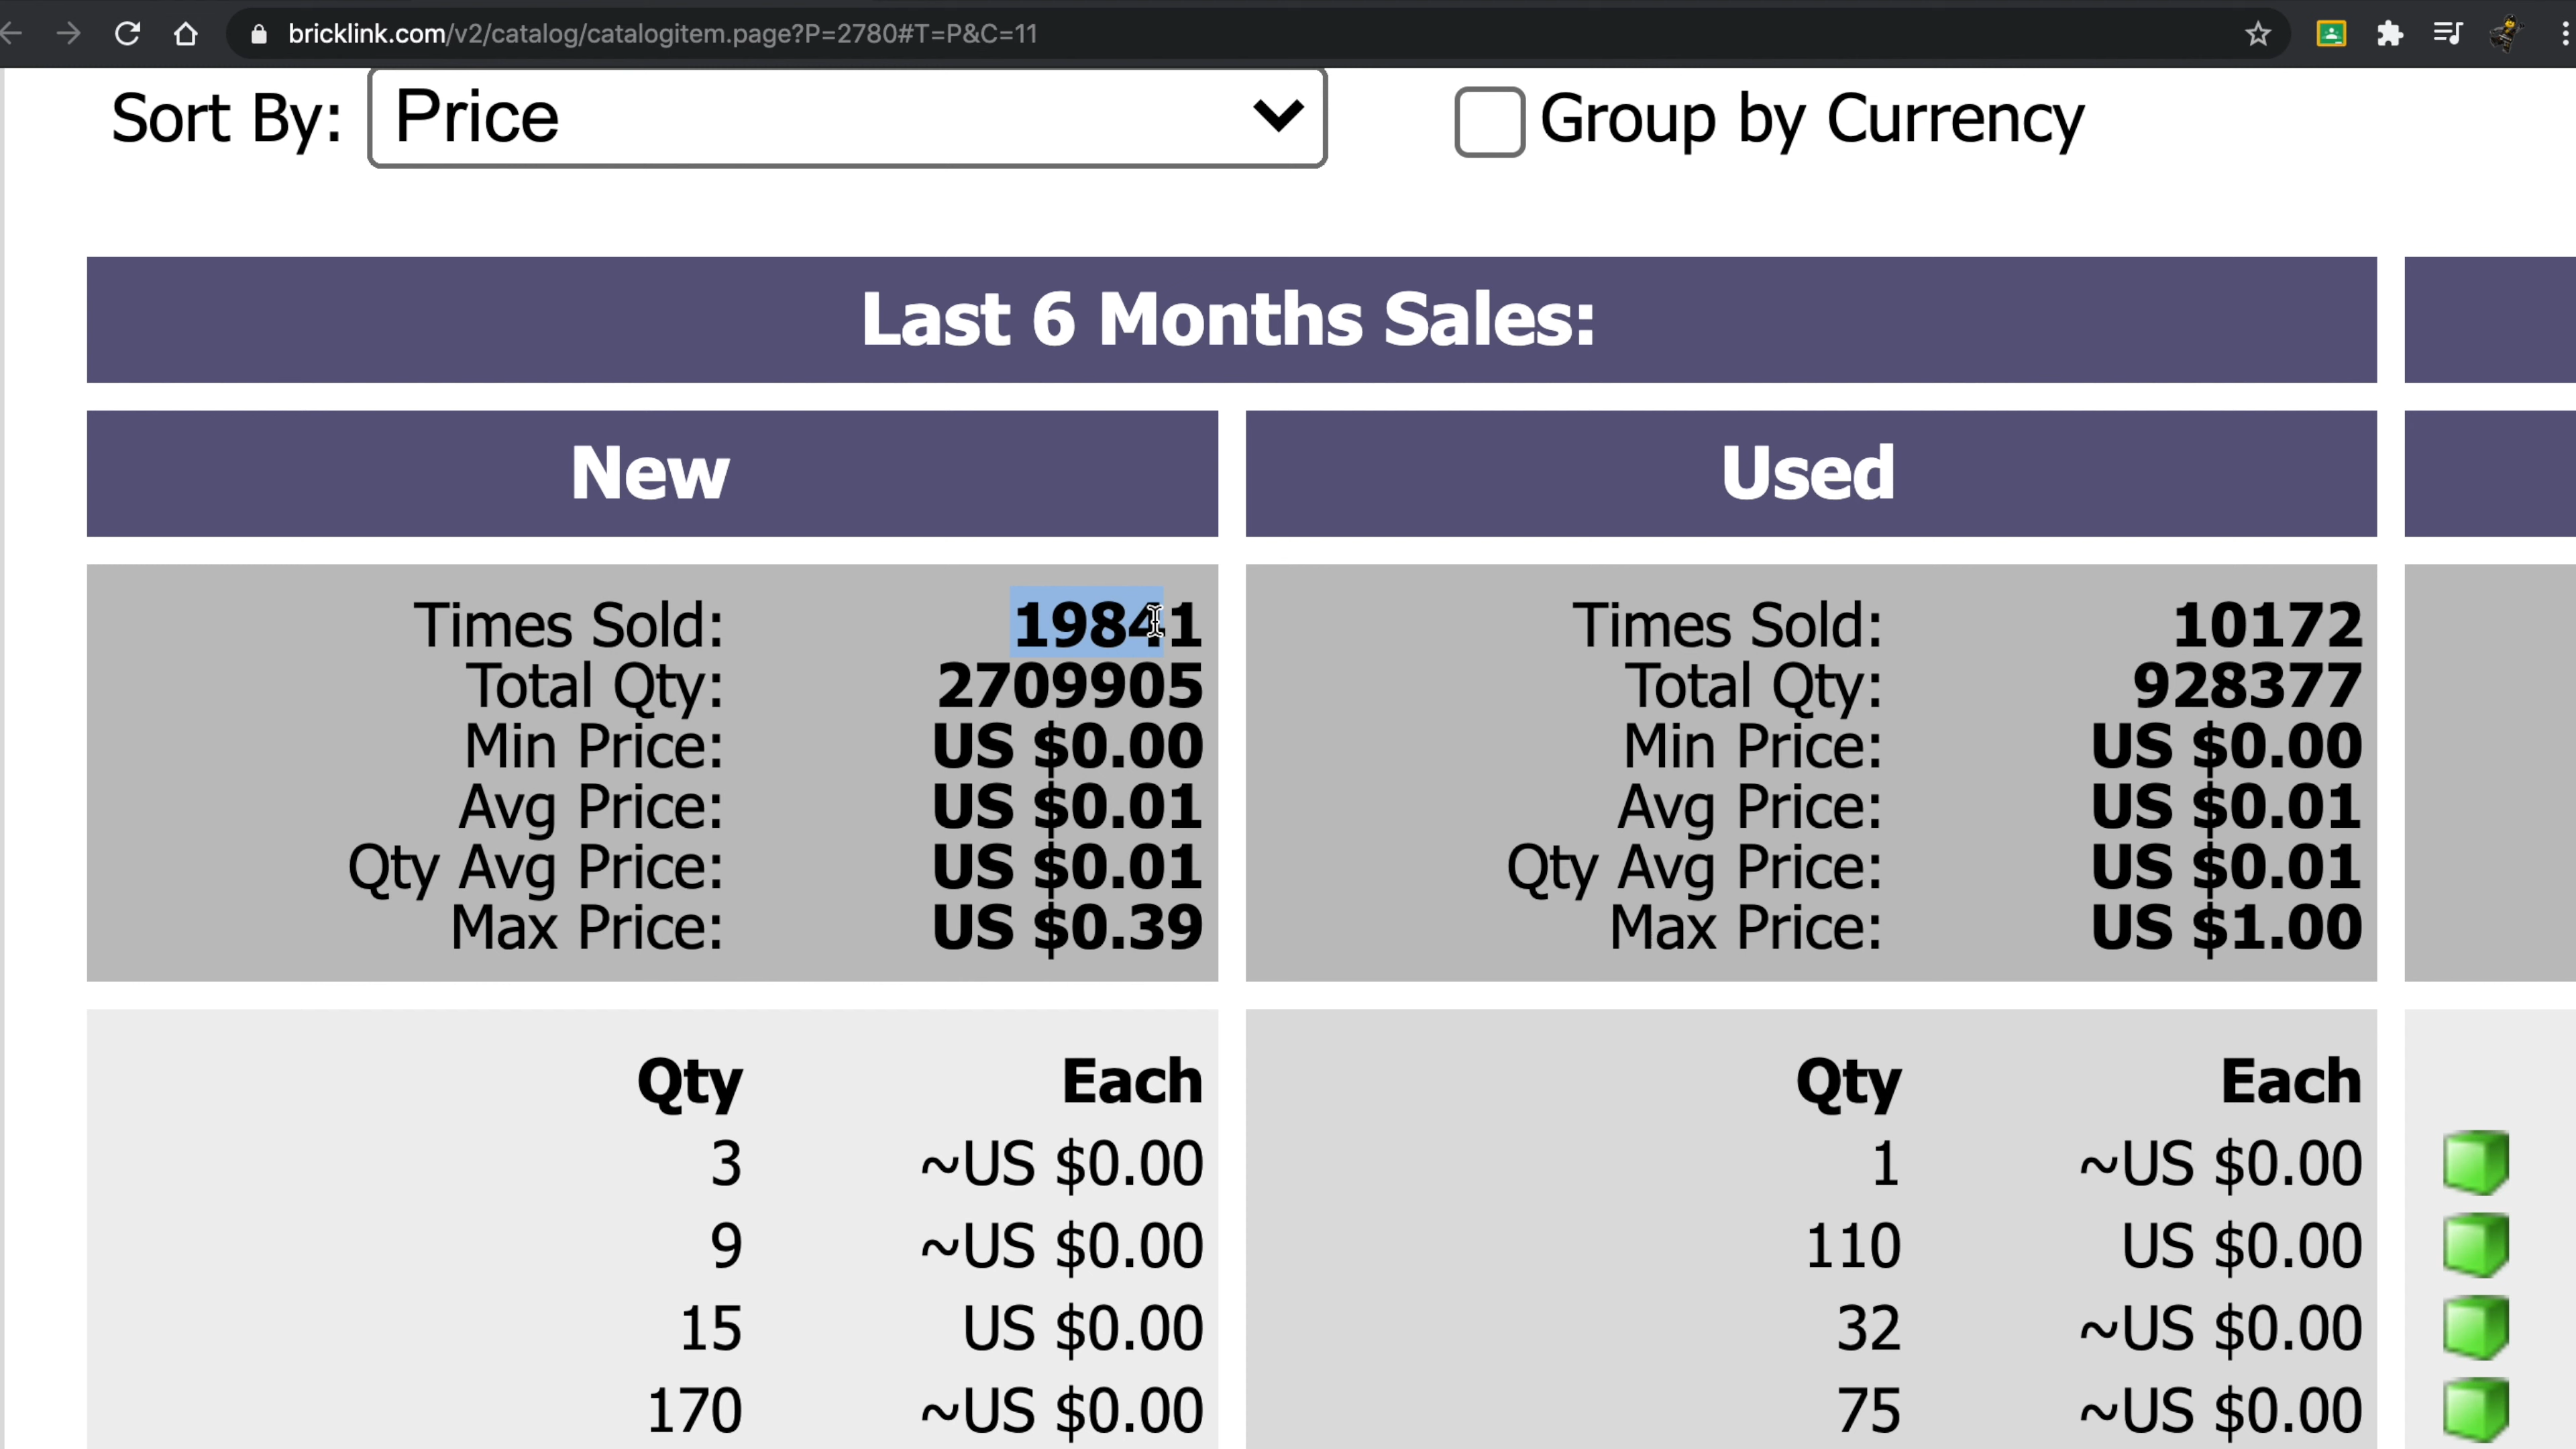 bricklink.com/v2/catalog/catalogitem.page?P=2780#T=P&C=11
Sort By: Price Group by Currency
Last 6 Months Sales:
New Used
Times Sold: 19841 Times Sold: 10172
Total Qty: 2709905 Total Qty: 928377
Min Price: US $0.00 Min Price: US $0.00
Avg Price: US $0.01 Avg Price: US $0.01
Qty Avg Price: US $0.01 Qty Avg Price: US $0.01
Max Price: US $0.39 Max Price: US $1.00
Qty Each Qty Each
3 ~US $0.00 1 ~US $0.00
9 ~US $0.00 110 US $0.00
15 US $0.00 32 ~US $0.00
170 ~US $0.00 75 ~US $0.00